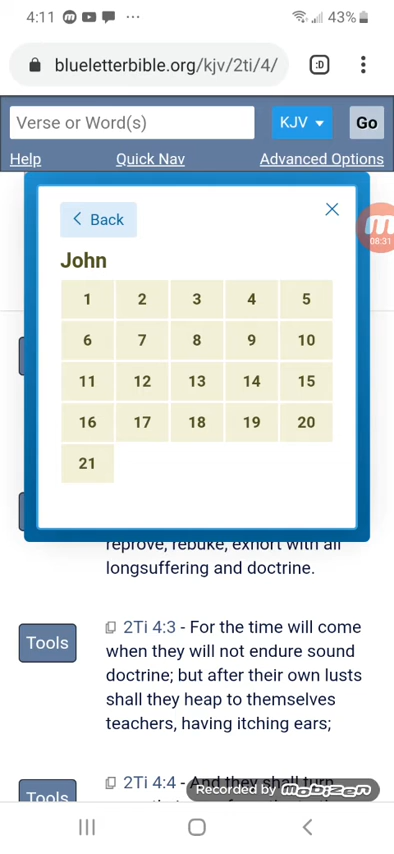 4:11 43%
blueletterbible.org/kjv/2ti/4/ :D
Verse or Word(s) KJV Go
Help Quick Nav Advanced Options
Back
08:31
John
1 2 3 4 5
6 7 8 9 10
11 12 13 14 15
16 17 18 19 20
21
reprove, rebuke, exhort with all
longsuffering and doctrine.
Tools
2Ti 4:3 - For the time will come
when they will not endure sound
doctrine; but after their own lusts
shall they heap to themselves
teachers, having itching ears;
Tools
2Ti 4:4 - And they shall turn
Recorded by mobizen